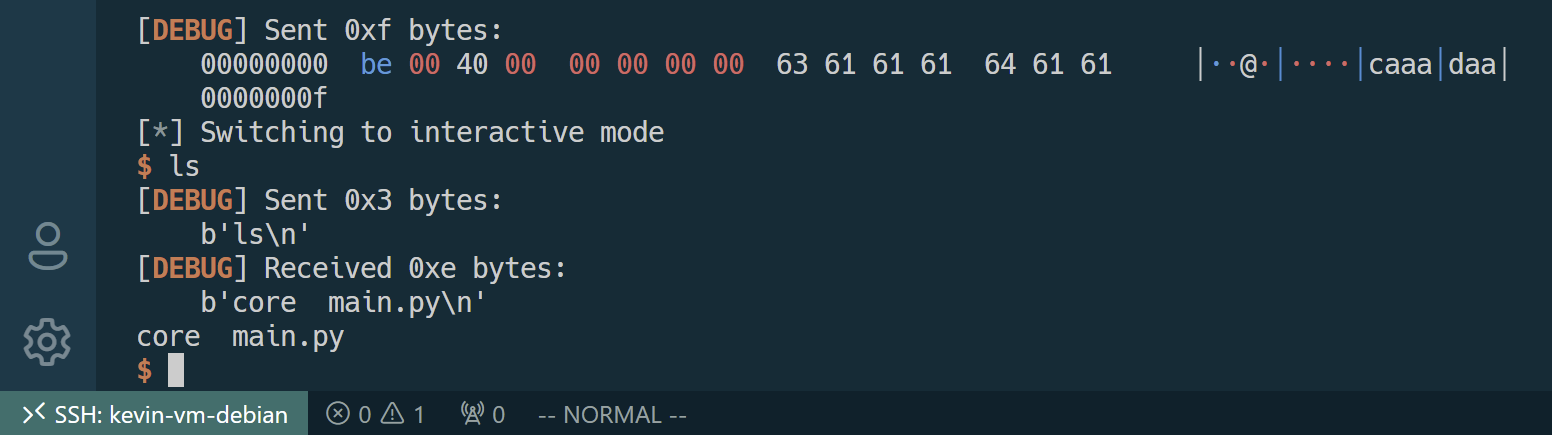 [DEBUG] Sent 0xf bytes:
00000000  be 00 40 00  00 00 00 00  63 61 61 61  64 61 61  |··@·|····|caaa|daa|
0000000f
[*] Switching to interactive mode
$ ls
[DEBUG] Sent 0x3 bytes:
b'ls\n'
[DEBUG] Received 0xe bytes:
b'core  main.py\n'
core  main.py
$
SSH: kevin-vm-debian 0 1 0 -- NORMAL --